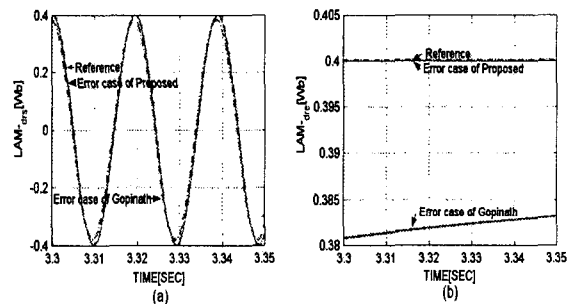 0.4
0.2
0
-0.2
-0.4
LAM-drs[Wb]
Reference
Error case of Proposed
Error case of Gopinath
3.3 3.31 3.32 3.33 3.34 3.35
TIME[SEC]
(a)
0.405
0.4
0.395
0.39
0.385
0.38
LAM-dre[Wb]
Reference
Error case of Proposed
Error case of Gopinath
3.3 3.31 3.32 3.33 3.34 3.35
TIME[SEC]
(b)